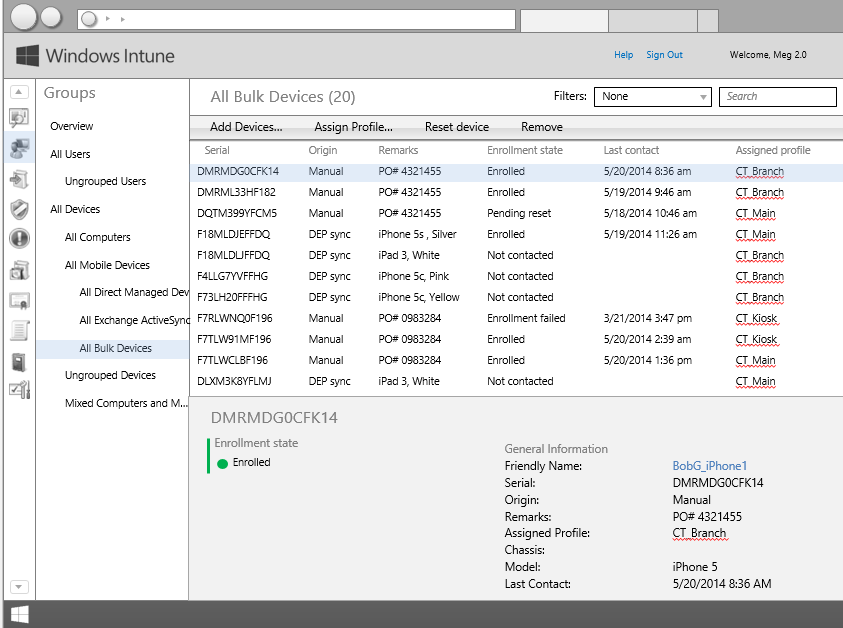 Windows Intune
Help Sign Out Welcome, Meg 2.0
Groups
Overview
All Users
Ungrouped Users
All Devices
All Computers
All Mobile Devices
All Direct Managed Dev
All Exchange ActiveSync
All Bulk Devices
Ungrouped Devices
Mixed Computers and M...
All Bulk Devices (20)
Filters: None Search
Add Devices... Assign Profile... Reset device Remove
Serial Origin Remarks Enrollment state Last contact Assigned profile
DMRMDG0CFK14 Manual PO# 4321455 Enrolled 5/20/2014 8:36 am CT_Branch
DMRML33HF182 Manual PO# 4321455 Enrolled 5/19/2014 9:46 am CT_Branch
DQTM399YFCM5 Manual PO# 4321455 Pending reset 5/18/2014 10:46 am CT_Main
F18MLDJEFFDQ DEP sync iPhone 5s , Silver Enrolled 5/19/2014 11:26 am CT_Main
F18MLDLJFFDQ DEP sync iPad 3, White Not contacted CT_Branch
F4LLG7YVFFHG DEP sync iPhone 5c, Pink Not contacted CT_Branch
F73LH20FFFHG DEP sync iPhone 5c, Yellow Not contacted CT_Branch
F7RLWNQ0F196 Manual PO# 0983284 Enrollment failed 3/21/2014 3:47 pm CT_Kiosk
F7TLW91MF196 Manual PO# 0983284 Enrolled 5/20/2014 2:39 am CT_Kiosk
F7TLWCLBF196 Manual PO# 0983284 Enrolled 5/20/2014 1:36 pm CT_Main
DLXM3K8YFLMJ DEP sync iPad 3, White Not contacted CT_Main
DMRMDG0CFK14
Enrollment state
Enrolled
General Information
Friendly Name: BobG_iPhone1
Serial: DMRMDG0CFK14
Origin: Manual
Remarks: PO# 4321455
Assigned Profile: CT_Branch
Chassis:
Model: iPhone 5
Last Contact: 5/20/2014 8:36 AM